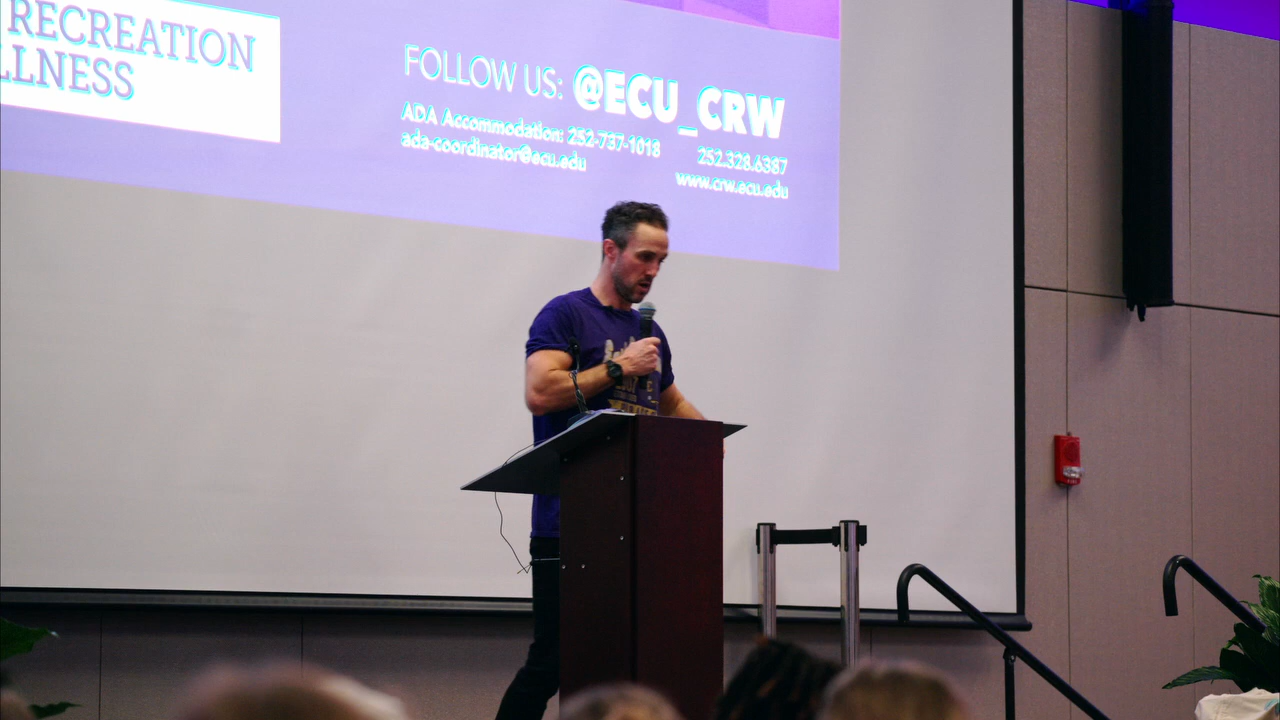 RECREATION
LLNESS
FOLLOW US: @ECU_CRW
ADA Accommodation: 252-737-1018
ada-coordinator@ecu.edu
252.328.6387
www.crw.ecu.edu